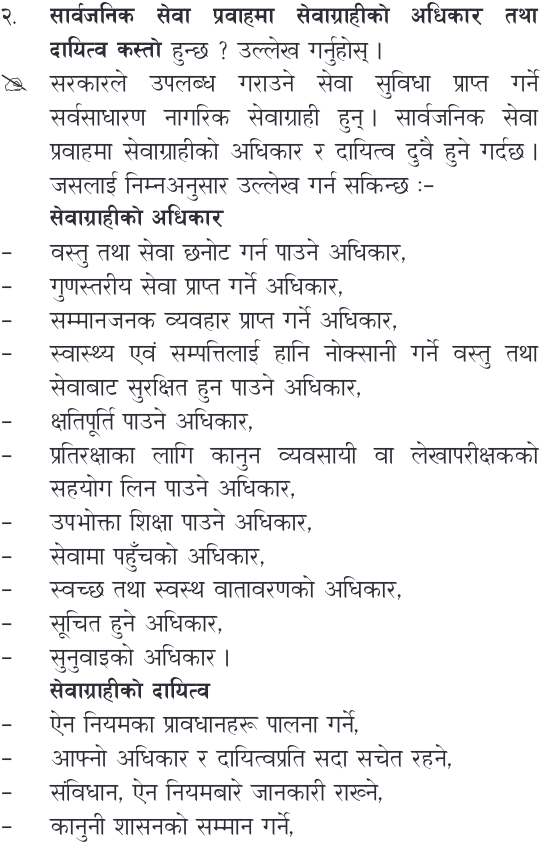 २. सार्वजनिक सेवा प्रवाहमा सेवाग्राहीको अधिकार तथा
दायित्व कस्तो हुन्छ ? उल्लेख गर्नुहोस् ।
सरकारले उपलब्ध गराउने सेवा सुविधा प्राप्त गर्ने
सर्वसाधारण नागरिक सेवाग्राही हुन् । सार्वजनिक सेवा
प्रवाहमा सेवाग्राहीको अधिकार र दायित्व दुवै हुने गर्दछ ।
जसलाई निम्नअनुसार उल्लेख गर्न सकिन्छ :–
सेवाग्राहीको अधिकार
– वस्तु तथा सेवा छनोट गर्न पाउने अधिकार,
– गुणस्तरीय सेवा प्राप्त गर्ने अधिकार,
– सम्मानजनक व्यवहार प्राप्त गर्ने अधिकार,
– स्वास्थ्य एवं सम्पत्तिलाई हानि नोक्सानी गर्ने वस्तु तथा
सेवाबाट सुरक्षित हुन पाउने अधिकार,
– क्षतिपूर्ति पाउने अधिकार,
– प्रतिरक्षाका लागि कानुन व्यवसायी वा लेखापरीक्षकको
सहयोग लिन पाउने अधिकार,
– उपभोक्ता शिक्षा पाउने अधिकार,
– सेवामा पहुँचको अधिकार,
– स्वच्छ तथा स्वस्थ वातावरणको अधिकार,
– सूचित हुने अधिकार,
– सुनुवाइको अधिकार ।
सेवाग्राहीको दायित्व
– ऐन नियमका प्रावधानहरू पालना गर्ने,
– आफ्नो अधिकार र दायित्वप्रति सदा सचेत रहने,
– संविधान, ऐन नियमबारे जानकारी राख्ने,
– कानुनी शासनको सम्मान गर्ने,